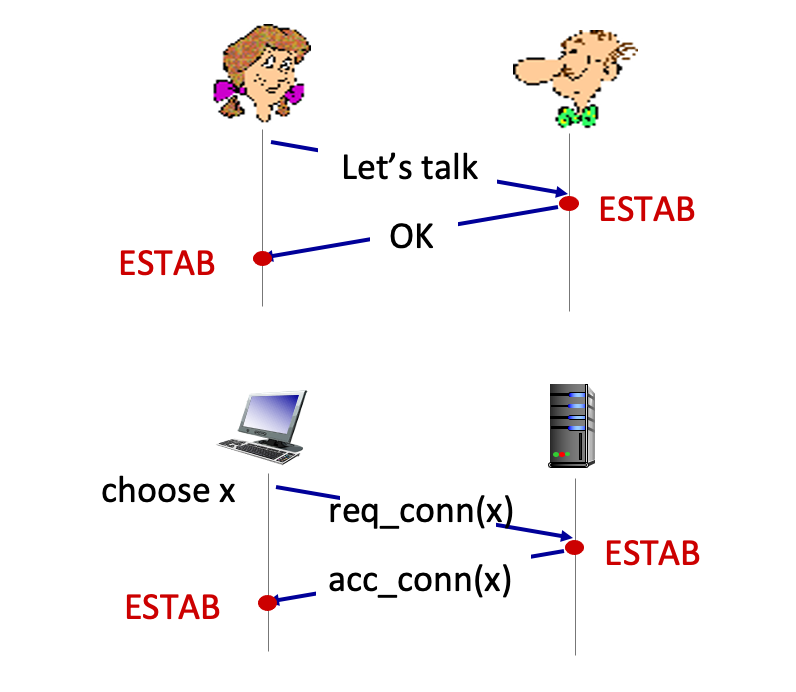 Let’s talk
ESTAB
OK
ESTAB
choose x
req_conn(x)
ESTAB
acc_conn(x)
ESTAB